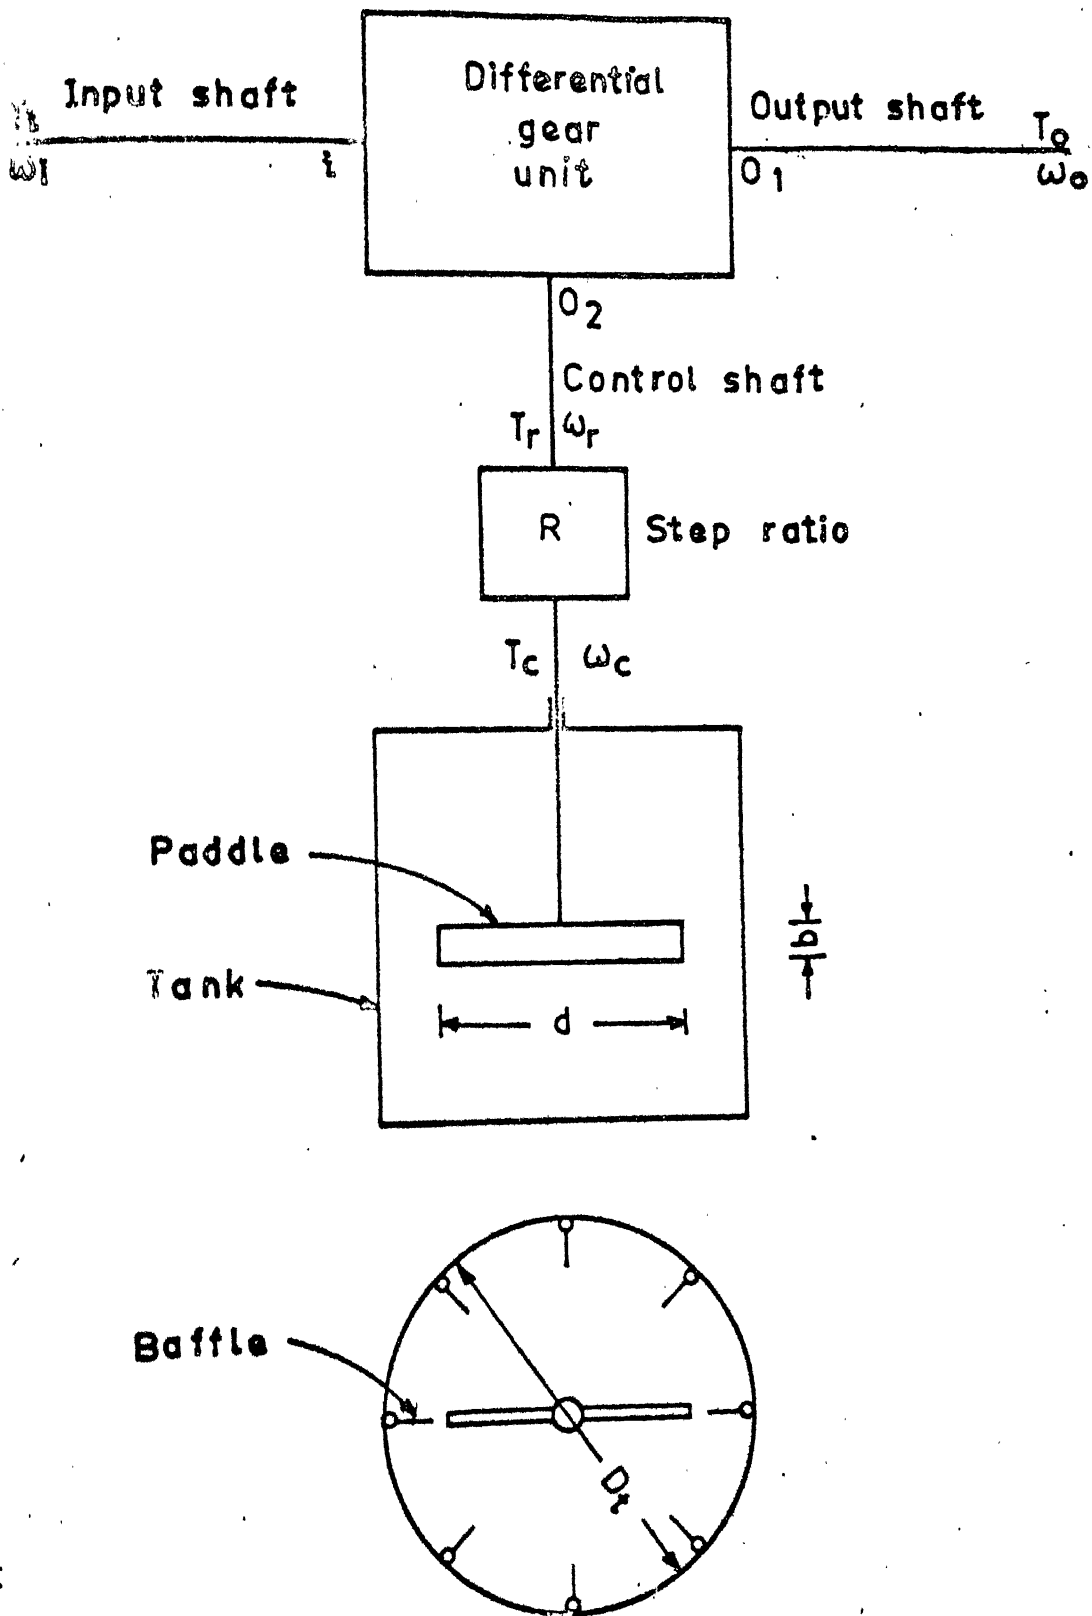 Input shaft
ωI
i
Differential
gear
unit
Output shaft
To
O1
ωo
O2
Control shaft
Tr ωr
R
Step ratio
Tc ωc
Paddle
b
Tank
d
Baffle
Dt